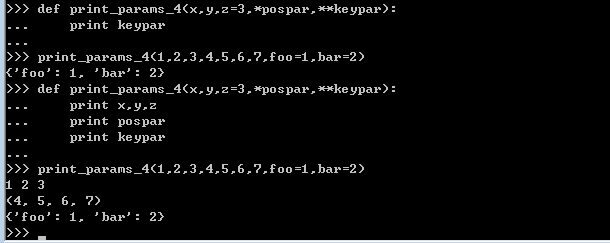 >>> def print_params_4(x,y,z=3,*pospar,**keypar):
...     print keypar
...
>>> print_params_4(1,2,3,4,5,6,7,foo=1,bar=2)
{'foo': 1, 'bar': 2}
>>> def print_params_4(x,y,z=3,*pospar,**keypar):
...     print x,y,z
...     print pospar
...     print keypar
...
>>> print_params_4(1,2,3,4,5,6,7,foo=1,bar=2)
1 2 3
(4, 5, 6, 7)
{'foo': 1, 'bar': 2}
>>>